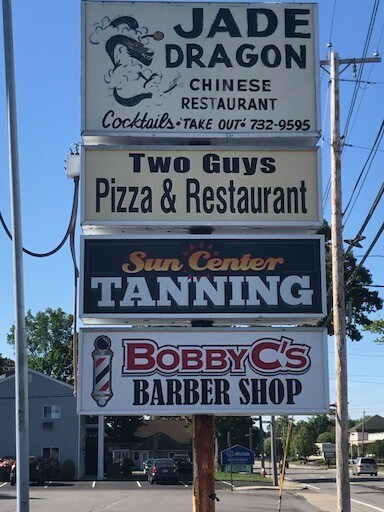 JADE
DRAGON
CHINESE
RESTAURANT
Cocktails • TAKE OUT 732-9595
Two Guys
Pizza & Restaurant
Sun Center
TANNING
BOBBY C'S
BARBER SHOP